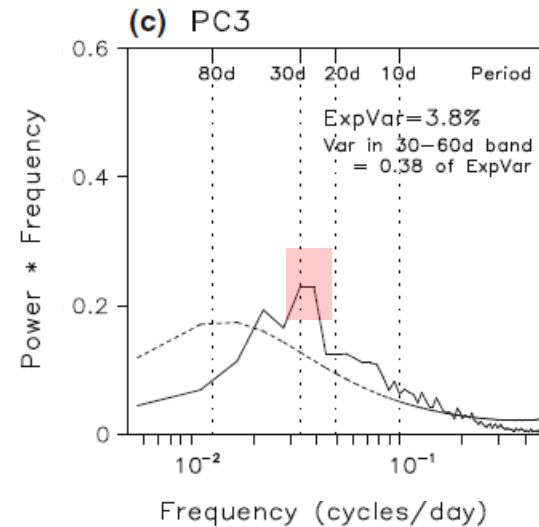 (c) PC3
0.6
80d 30d 20d 10d Period
ExpVar=3.8%
Var in 30-60d band
= 0.38 of ExpVar
0.4
0.2
0
Power * Frequency
10⁻² 10⁻¹
Frequency (cycles/day)